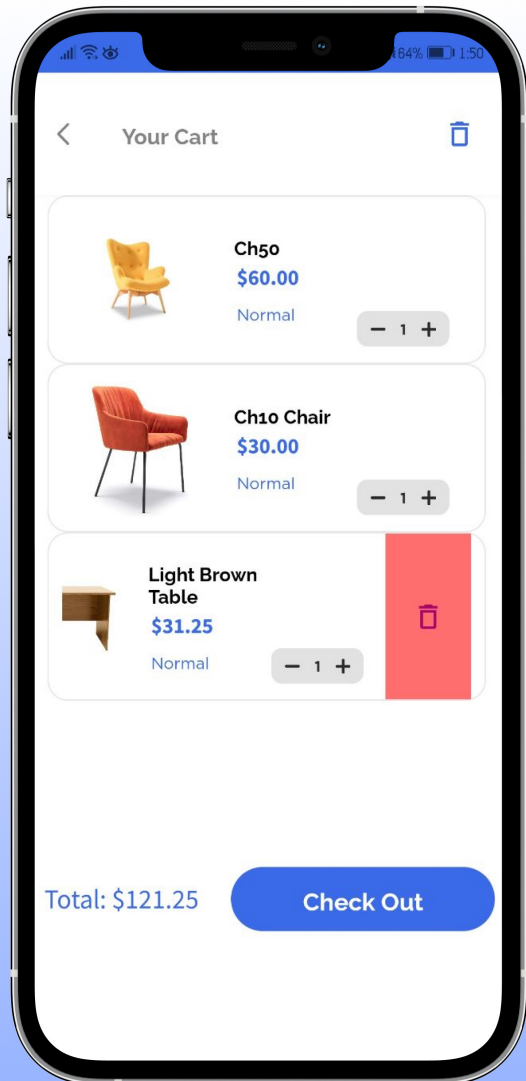 64% 1:50
Your Cart
Ch50
$60.00
Normal
1
Ch10 Chair
$30.00
Normal
1
Light Brown
Table
$31.25
Normal
1
Total: $121.25
Check Out